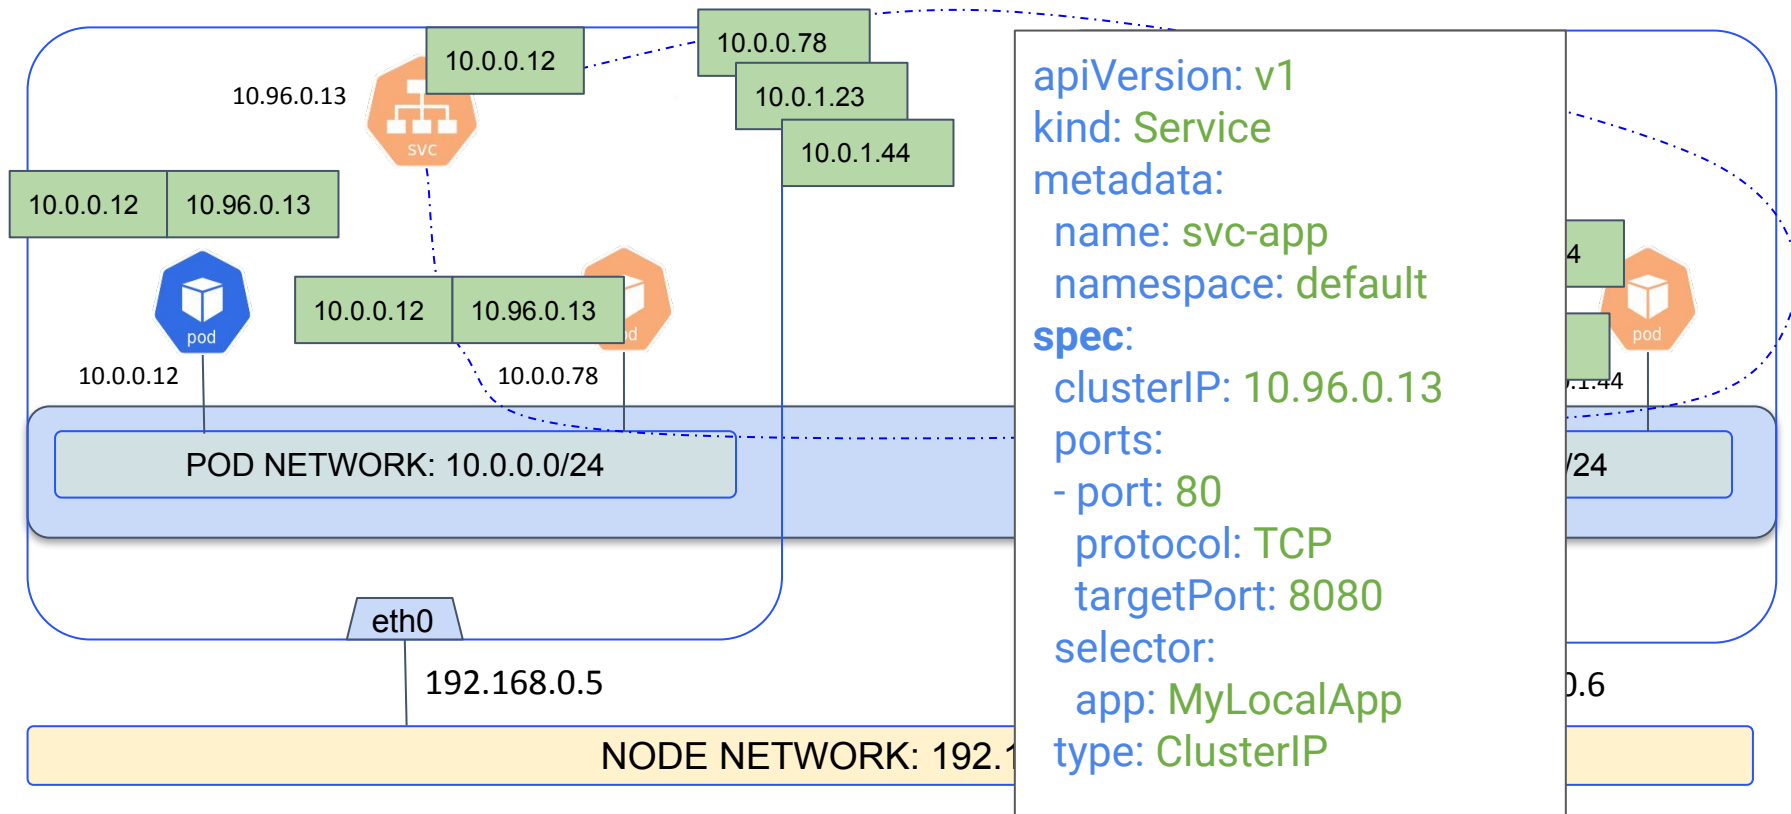 10.0.0.12
10.0.0.78
10.0.1.23
10.0.1.44
10.96.0.13
svc
10.0.0.12 10.96.0.13
pod
10.0.0.12
10.0.0.12 10.96.0.13
10.0.0.78
POD NETWORK: 10.0.0.0/24
eth0
192.168.0.5
NODE NETWORK: 192.1
apiVersion: v1
kind: Service
metadata:
name: svc-app
namespace: default
spec:
clusterIP: 10.96.0.13
ports:
- port: 80
protocol: TCP
targetPort: 8080
selector:
app: MyLocalApp
type: ClusterIP
4
pod
.1.44
/24
0.6